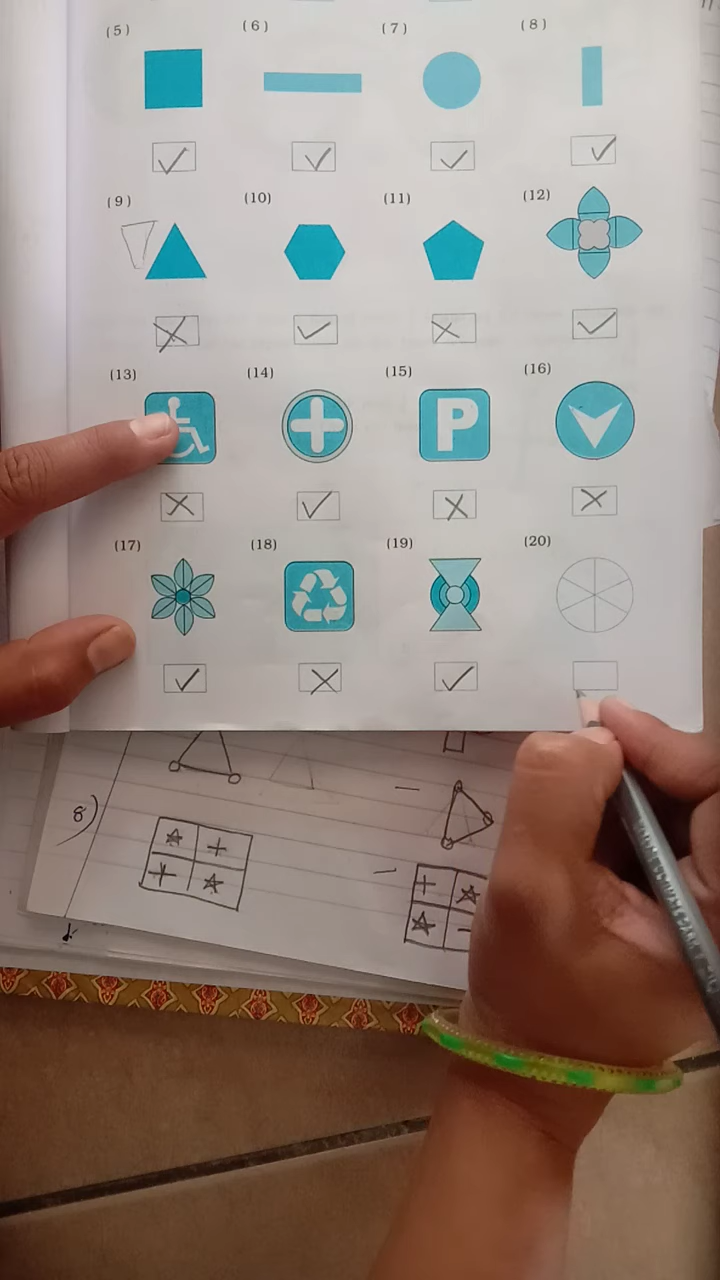 (5) (6) (7) (8)
(9) (10) (11) (12)
(13) (14) (15) (16)
P
(17) (18) (19) (20)
8)